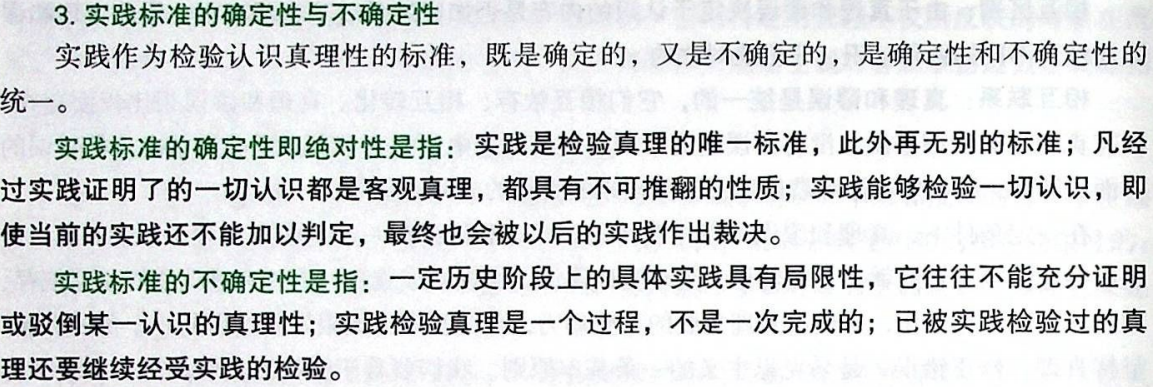 3. 实践标准的确定性与不确定性
实践作为检验认识真理性的标准，既是确定的，又是不确定的，是确定性和不确定性的
统一。
实践标准的确定性即绝对性是指：实践是检验真理的唯一标准，此外再无别的标准；凡经
过实践证明了的一切认识都是客观真理，都具有不可推翻的性质；实践能够检验一切认识，即
使当前的实践还不能加以判定，最终也会被以后的实践作出裁决。
实践标准的不确定性是指：一定历史阶段上的具体实践具有局限性，它往往不能充分证明
或驳倒某一认识的真理性；实践检验真理是一个过程，不是一次完成的；已被实践检验过的真
理还要继续经受实践的检验。